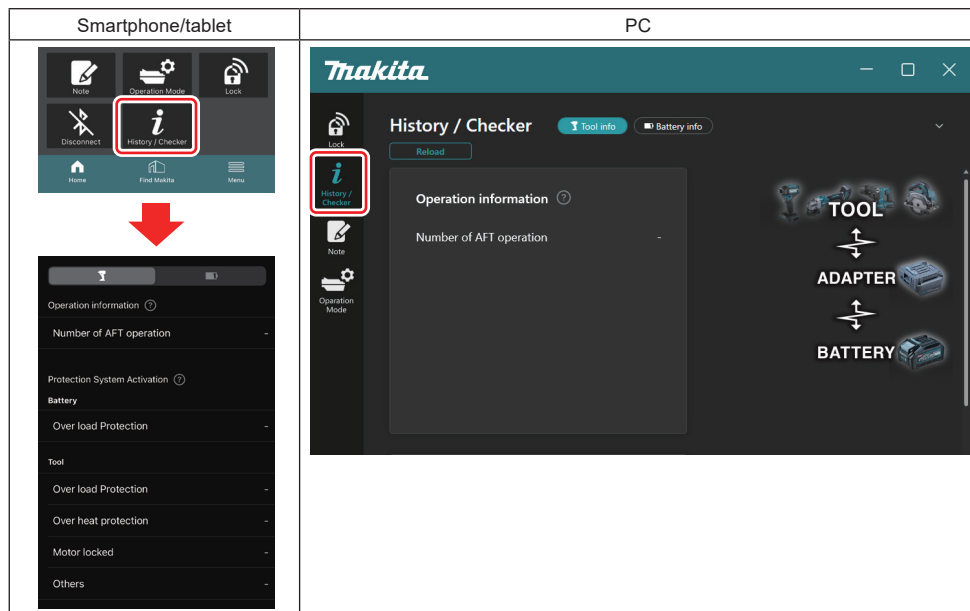 Smartphone/tablet
PC
Note
Operation Mode
Lock
Disconnect
i
History / Checker
Home
Find Makita
Menu
Operation information ?
Number of AFT operation -
Protection System Activation ?
Battery
Over load Protection -
Tool
Over load Protection -
Over heat protection -
Motor locked -
Others -
makita
Lock
i
History /
Checker
Note
Oparation
Mode
History / Checker
Tool info
Battery info
Reload
Operation information ?
Number of AFT operation -
TOOL
ADAPTER
BATTERY